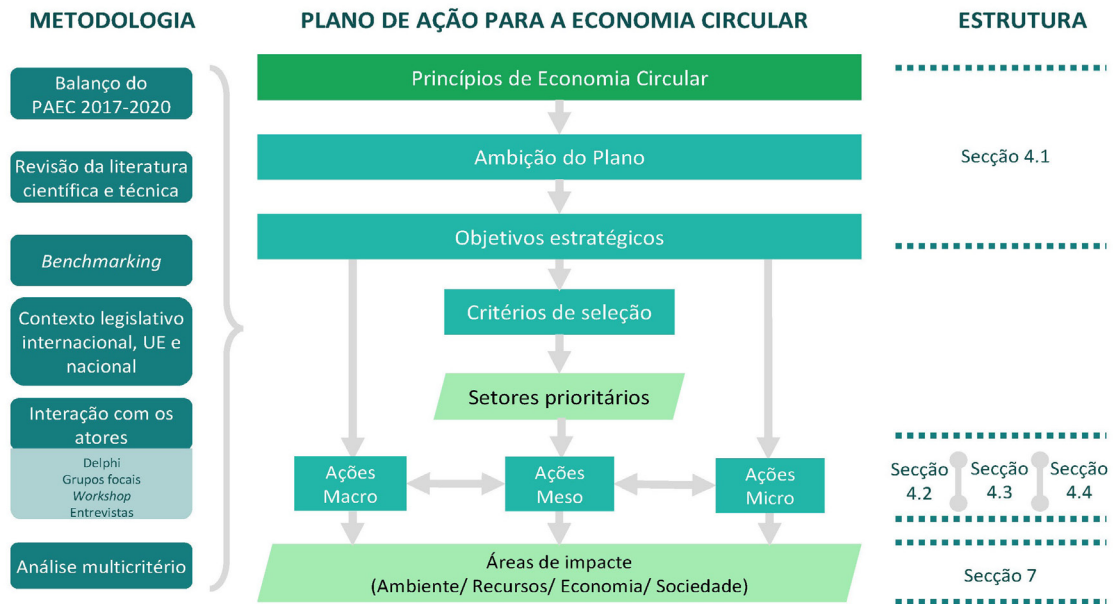 METODOLOGIA
Balanço do
PAEC 2017-2020
Revisão da literatura
científica e técnica
Benchmarking
Contexto legislativo
internacional, UE e
nacional
Interação com os
atores
Delphi
Grupos focais
Workshop
Entrevistas
Análise multicritério
PLANO DE AÇÃO PARA A ECONOMIA CIRCULAR
Princípios de Economia Circular
Ambição do Plano
Objetivos estratégicos
Critérios de seleção
Setores prioritários
Ações
Macro
Ações
Meso
Ações
Micro
Áreas de impacte
(Ambiente/ Recursos/ Economia/ Sociedade)
ESTRUTURA
Secção 4.1
Secção
4.2
Secção
4.3
Secção
4.4
Secção 7